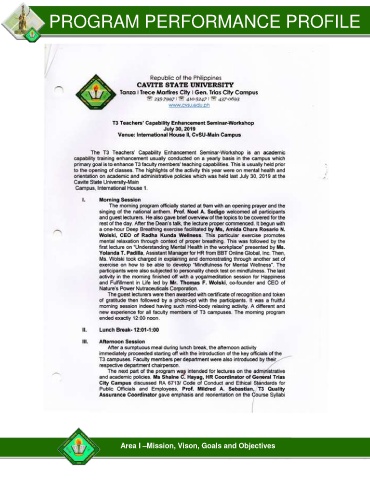 PROGRAM PERFORMANCE PROFILE
Republic of the Philippines
CAVITE STATE UNIVERSITY
Tanza | Trece Martires City | Gen. Trias City Campus
www.cvsu.edu.ph
T3 Teachers' Capability Enhancement Seminar-Workshop
July 30, 2019
Venue: International House II, CvSU-Main Campus
The T3 Teachers' Capability Enhancement Seminar-Workshop is an academic
capability training enhancement usually conducted on a yearly basis in the campus which
primary goal is to enhance T3 faculty members' teaching capabilities. This is usually held prior
to the opening of classes. The highlights of the activity this year were on mental health and
orientation on academic and administrative policies which was held last July 30, 2019 at the
Cavite State University-Main
Campus, International House 1.
I. Morning Session
The morning program officially started at them with an opening prayer and the
singing of the national anthem. Prof. Noel A. Sedigo welcomed all participants
and guest lecturers. He also gave brief overview of the topics to be covered for the
rest of the day. After the Dean's talk, the lecture proper commenced. It begun with
a one-hour Deep Breathing exercise facilitated by Ms. Amida Chara Rosario N.
Wolski, CEO of Radha Kunda Wellness. This particular exercise promotes
mental relaxation through context of proper breathing. This was followed by the
first lecture on "Understanding Mental Health in the workplace" presented by Ms.
Yolanda T. Padilla, Assistant Manager for HR from BBT Online Global, Inc. Then,
Ms. Wolski took charged in explaining and demonstrating through another set of
exercise on how to be able to develop "Mindfulness for Mental Wellness". The
participants were also subjected to personality check test on mindfulness. The last
activity in the morning finished off with a yoga/meditation session for Happiness
and Fulfillment in Life led by Mr. Thomas F. Wolski, co-founder and CEO of
Nature's Power Nutraceuticals Corporation.
The guest lecturers were then awarded with certificate of recognition and token
of gratitude then followed by a photo-opt with the participants. It was a fruitful
morning session indeed having such mind-body relaxing activity. A different and
new experience for all faculty members of T3 campuses. The morning program
ended exactly 12:00 noon.
II. Lunch Break- 12:01-1:00
III. Afternoon Session
After a sumptuous meal during lunch break, the afternoon activity
immediately proceeded starting off with the introduction of the key officials of the
T3 campuses. Faculty members per department were also introduced by their
respective department chairperson.
The next part of the program was intended for lectures on the administrative
and academic policies. Ms Shaine C. Hayag, HR Coordinator of General Trias
City Campus discussed RA 6713/ Code of Conduct and Ethical Standards for
Public Officials and Employees, Prof. Mildred A. Sebastian, T3 Quality
Assurance Coordinator gave emphasis and reorientation on the Course Syllabi
Area I –Mission, Vison, Goals and Objectives